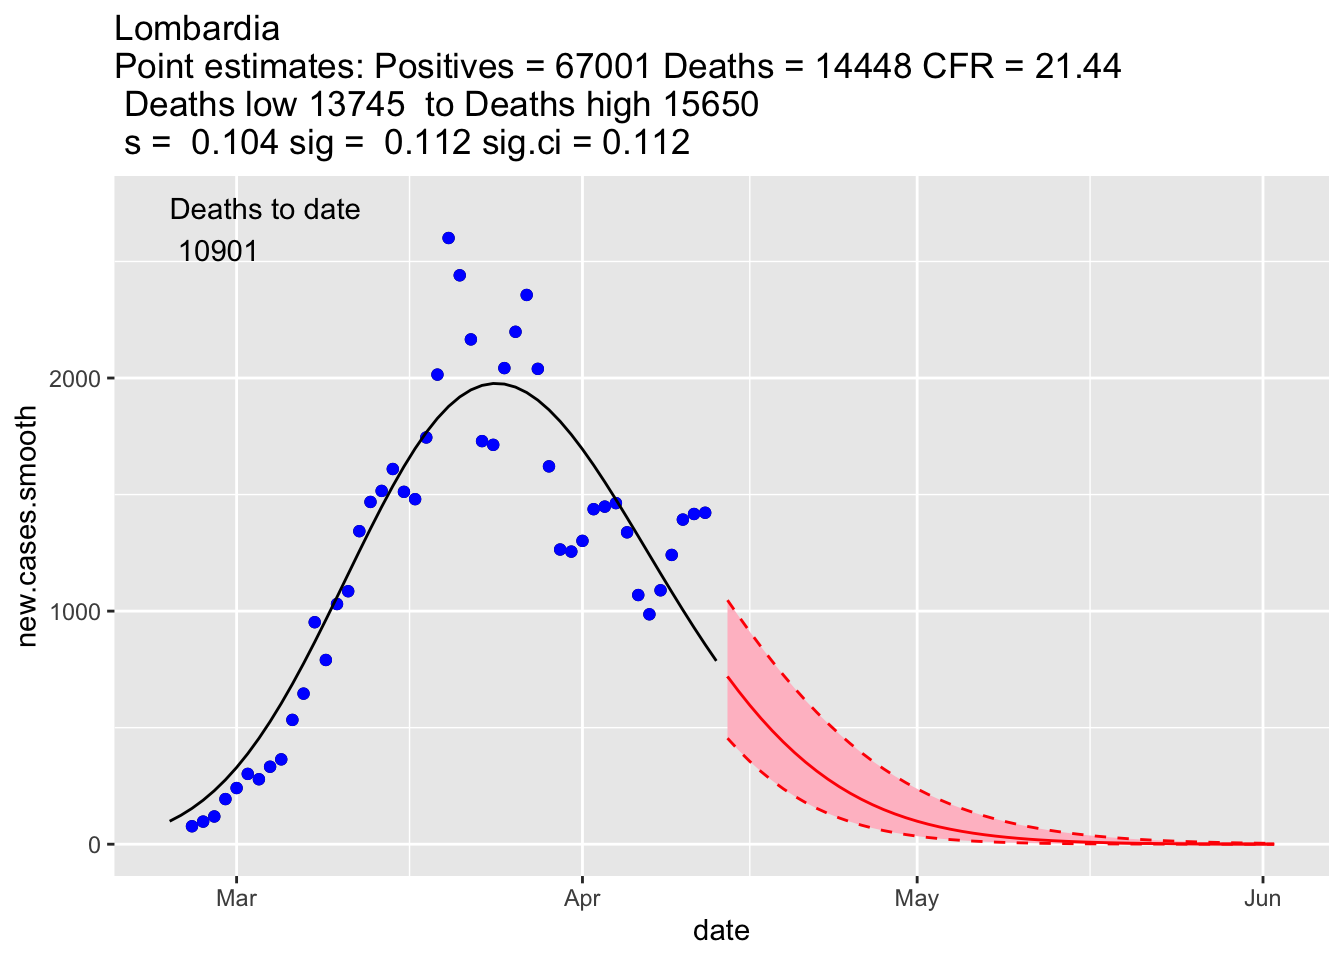 Lombardia
Point estimates: Positives = 67001 Deaths = 14448 CFR = 21.44
Deaths low 13745  to Deaths high 15650
s =  0.104 sig =  0.112 sig.ci = 0.112
Deaths to date
10901
new.cases.smooth
2000
1000
0
Mar
Apr
May
Jun
date